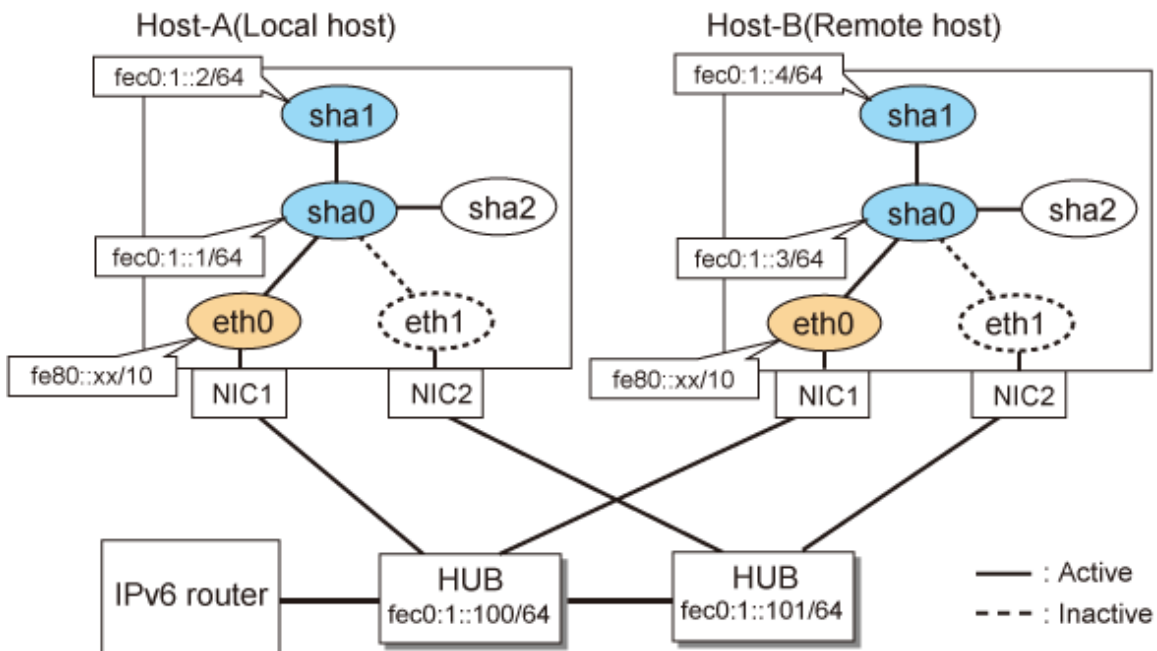 Host-A(Local host)
Host-B(Remote host)
fec0:1::2/64
fec0:1::4/64
sha1
sha1
sha0
sha2
sha0
sha2
fec0:1::1/64
fec0:1::3/64
eth0
eth1
eth0
eth1
fe80::xx/10
fe80::xx/10
NIC1
NIC2
NIC1
NIC2
IPv6 router
HUB
fec0:1::100/64
HUB
fec0:1::101/64
: Active
: Inactive